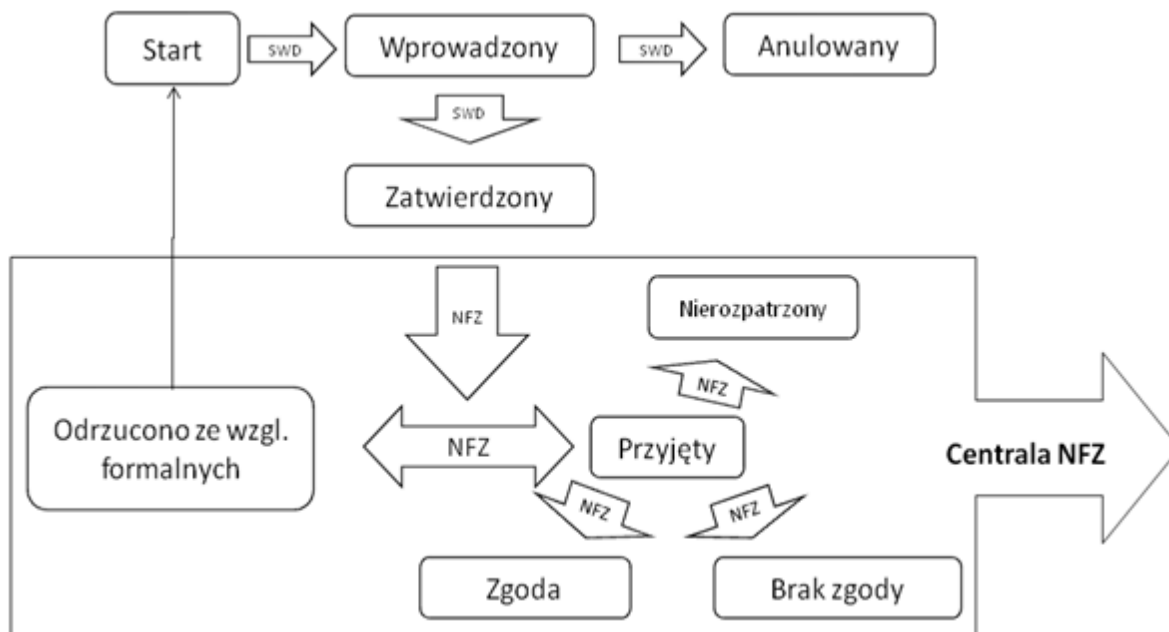 Start
SWD
Wprowadzony
SWD
Anulowany
SWD
Zatwierdzony
NFZ
Nierozpatrzony
NFZ
Odrzucono ze wzgl.
formalnych
NFZ
Przyjęty
Centrala NFZ
NFZ
NFZ
Zgoda
Brak zgody